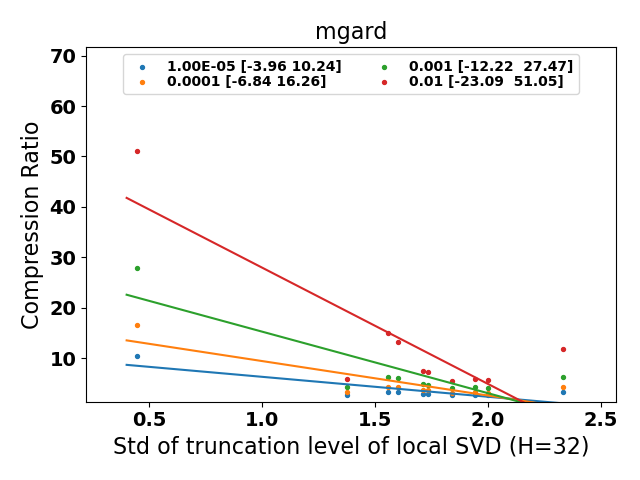 mgard
1.00E-05 [-3.96 10.24]
0.0001 [-6.84 16.26]
0.001 [-12.22  27.47]
0.01 [-23.09  51.05]
Compression Ratio
70
60
50
40
30
20
10
0.5 1.0 1.5 2.0 2.5
Std of truncation level of local SVD (H=32)